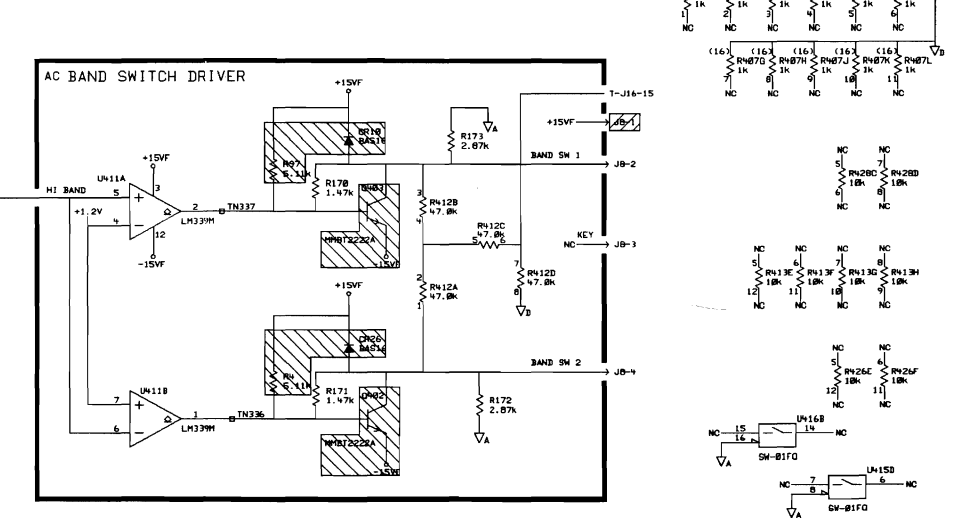 1k 1k 1k 1k 1k 1k
1 2 3 4 5 6
NC NC NC NC NC NC
(16) (16) (16) (16) (16)
R407G R407H R407J R407K R407L
1k 1k 1k 1k 1k
7 8 9 10 11
NC NC NC NC NC
D
AC BAND SWITCH DRIVER
+15VF
CR10
BAS16
R97
5.11k
R170
1.47k
Q403
MMBT2222A
-15VF
U411A
+15VF
3
HI BAND
5
+
+1.2V
4
-
2
TN337
LM339M
12
-15VF
R173
2.87k
A
T-J16-15
+15VF
J8-1
BAND SW 1
J8-2
3
R412B
47.0k
4
R412C
47.0k
5 6
KEY
NC
J8-3
7
R412D
47.0k
8
D
2
R412A
47.0k
1
+15VF
CR26
BAS16
R4
5.11k
R171
1.47k
Q402
MMBT2222A
-15VF
BAND SW 2
J8-4
R172
2.87k
A
U411B
7
+
6
-
1
TN336
LM339M
NC NC
5 7
R428C R428D
10k 10k
6 8
NC NC
NC NC NC NC
5 6 7 8
R413E R413F R413G R413H
10k 10k 10k 10k
12 11 10 9
NC NC NC NC
NC NC
5 6
R426E R426F
10k 10k
12 11
NC NC
U416B
NC 15 14 NC
16
A
SW-01FQ
U415D
NC 7 6 NC
8
A
SW-01FQ